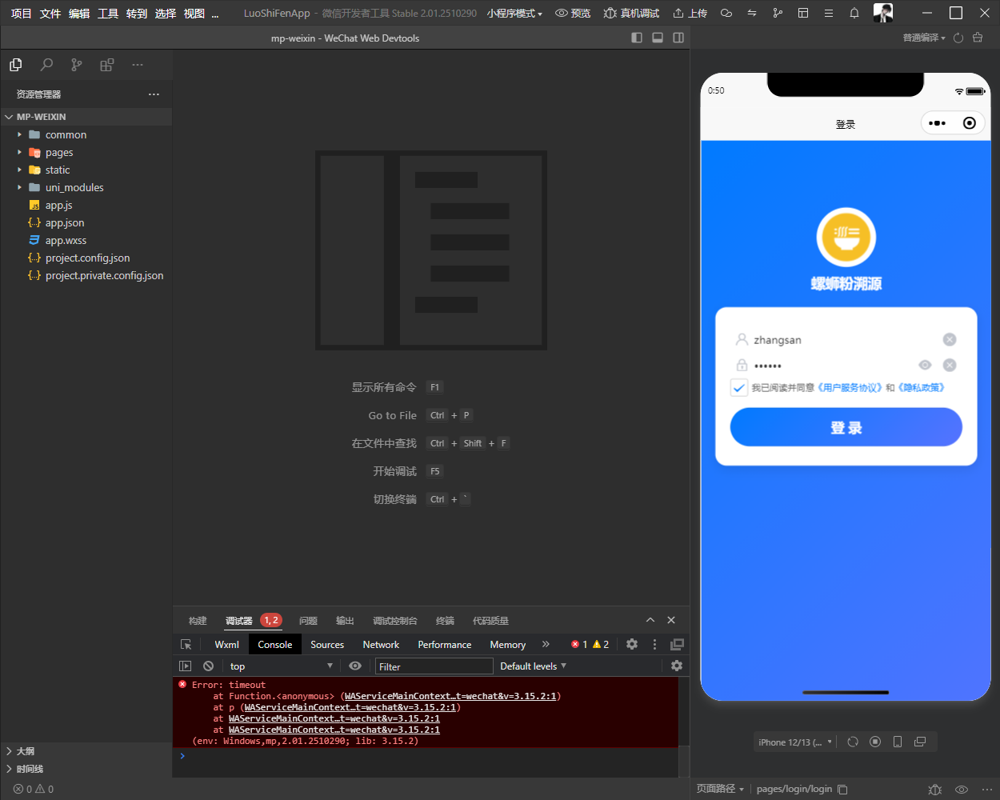 项目 文件 编辑 工具 转到 选择 视图 ... LuoShiFenApp - 微信开发者工具 Stable 2.01.2510290 小程序模式 预览 真机调试 上传
mp-weixin - WeChat Web Devtools
普通编译
资源管理器
MP-WEIXIN
common
pages
static
uni_modules
app.js
app.json
app.wxss
project.config.json
project.private.config.json
大纲
时间线
0 0
显示所有命令 F1
Go to File Ctrl + P
在文件中查找 Ctrl + Shift + F
开始调试 F5
切换终端 Ctrl + `
构建 调试器 1, 2 问题 输出 调试控制台 终端 代码质量
Wxml Console Sources Network Performance Memory 1 2
top Filter Default levels
Error: timeout
at Function.<anonymous> (WAServiceMainContext…t=wechat&v=3.15.2:1)
at p (WAServiceMainContext…t=wechat&v=3.15.2:1)
at WAServiceMainContext…t=wechat&v=3.15.2:1
at WAServiceMainContext…t=wechat&v=3.15.2:1
(env: Windows,mp,2.01.2510290; lib: 3.15.2)
0:50
登录
螺蛳粉溯源
zhangsan
••••••
我已阅读并同意《用户服务协议》和《隐私政策》
登 录
iPhone 12/13 (...
页面路径 pages/login/login